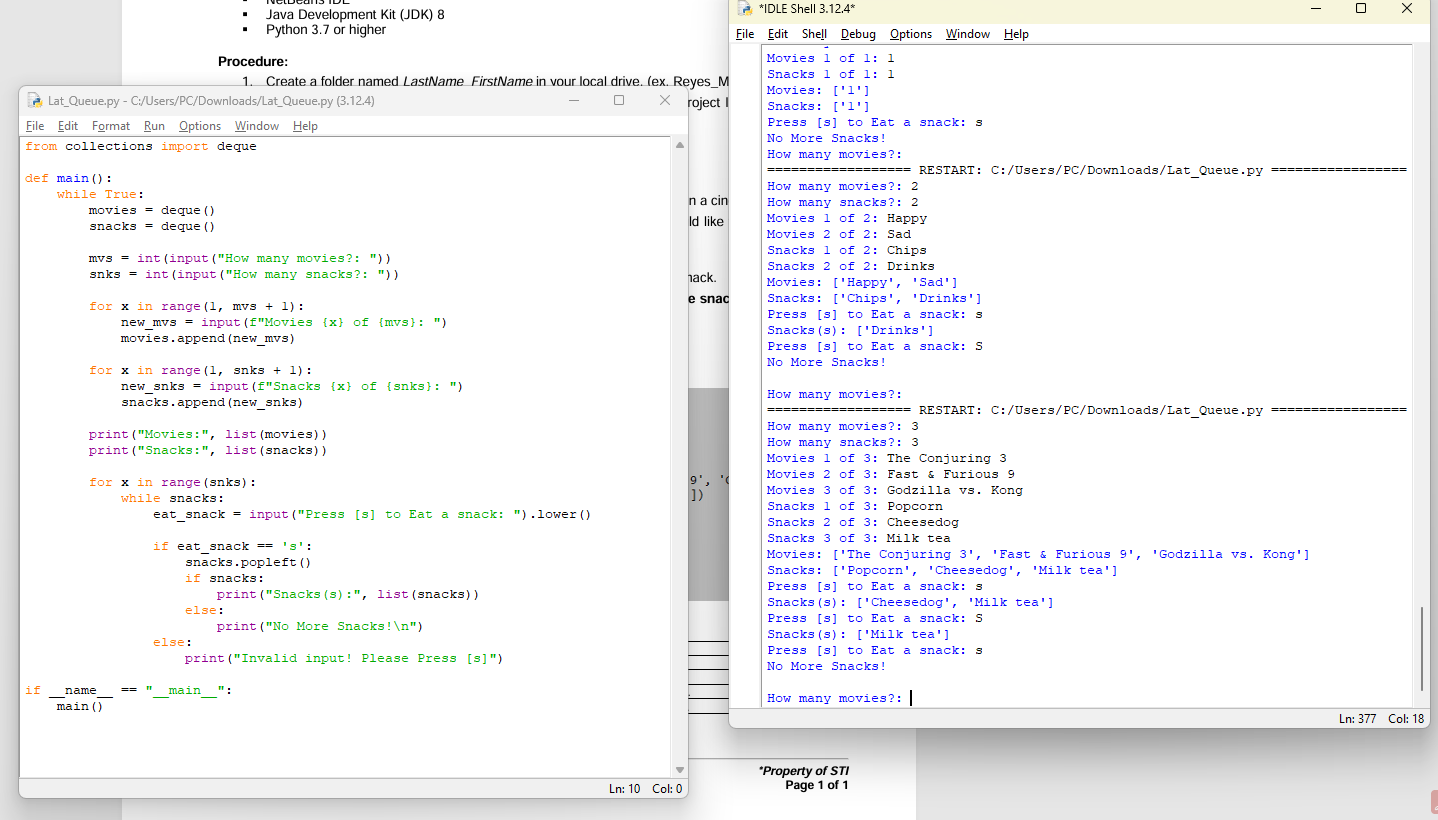 NetBeans IDE
▪ Java Development Kit (JDK) 8
▪ Python 3.7 or higher
Procedure:
1. Create a folder named LastName_FirstName in your local drive. (ex. Reyes_M
roject
n a cin
ld like
nack.
e snac
9', '
])
*Property of STI
Page 1 of 1
Lat_Queue.py - C:/Users/PC/Downloads/Lat_Queue.py (3.12.4)
File Edit Format Run Options Window Help
from collections import deque
def main():
    while True:
        movies = deque()
        snacks = deque()
        mvs = int(input("How many movies?: "))
        snks = int(input("How many snacks?: "))
        for x in range(1, mvs + 1):
            new_mvs = input(f"Movies {x} of {mvs}: ")
            movies.append(new_mvs)
        for x in range(1, snks + 1):
            new_snks = input(f"Snacks {x} of {snks}: ")
            snacks.append(new_snks)
        print("Movies:", list(movies))
        print("Snacks:", list(snacks))
        for x in range(snks):
            while snacks:
                eat_snack = input("Press [s] to Eat a snack: ").lower()
                if eat_snack == 's':
                    snacks.popleft()
                    if snacks:
                        print("Snacks(s):", list(snacks))
                    else:
                        print("No More Snacks!\n")
                else:
                    print("Invalid input! Please Press [s]")
if __name__ == "__main__":
    main()
Ln: 10 Col: 0
*IDLE Shell 3.12.4*
File Edit Shell Debug Options Window Help
Movies 1 of 1: 1
Snacks 1 of 1: 1
Movies: ['1']
Snacks: ['1']
Press [s] to Eat a snack: s
No More Snacks!
How many movies?:
================== RESTART: C:/Users/PC/Downloads/Lat_Queue.py =================
How many movies?: 2
How many snacks?: 2
Movies 1 of 2: Happy
Movies 2 of 2: Sad
Snacks 1 of 2: Chips
Snacks 2 of 2: Drinks
Movies: ['Happy', 'Sad']
Snacks: ['Chips', 'Drinks']
Press [s] to Eat a snack: s
Snacks(s): ['Drinks']
Press [s] to Eat a snack: S
No More Snacks!
How many movies?:
================== RESTART: C:/Users/PC/Downloads/Lat_Queue.py =================
How many movies?: 3
How many snacks?: 3
Movies 1 of 3: The Conjuring 3
Movies 2 of 3: Fast & Furious 9
Movies 3 of 3: Godzilla vs. Kong
Snacks 1 of 3: Popcorn
Snacks 2 of 3: Cheesedog
Snacks 3 of 3: Milk tea
Movies: ['The Conjuring 3', 'Fast & Furious 9', 'Godzilla vs. Kong']
Snacks: ['Popcorn', 'Cheesedog', 'Milk tea']
Press [s] to Eat a snack: s
Snacks(s): ['Cheesedog', 'Milk tea']
Press [s] to Eat a snack: S
Snacks(s): ['Milk tea']
Press [s] to Eat a snack: s
No More Snacks!
How many movies?:
Ln: 377 Col: 18